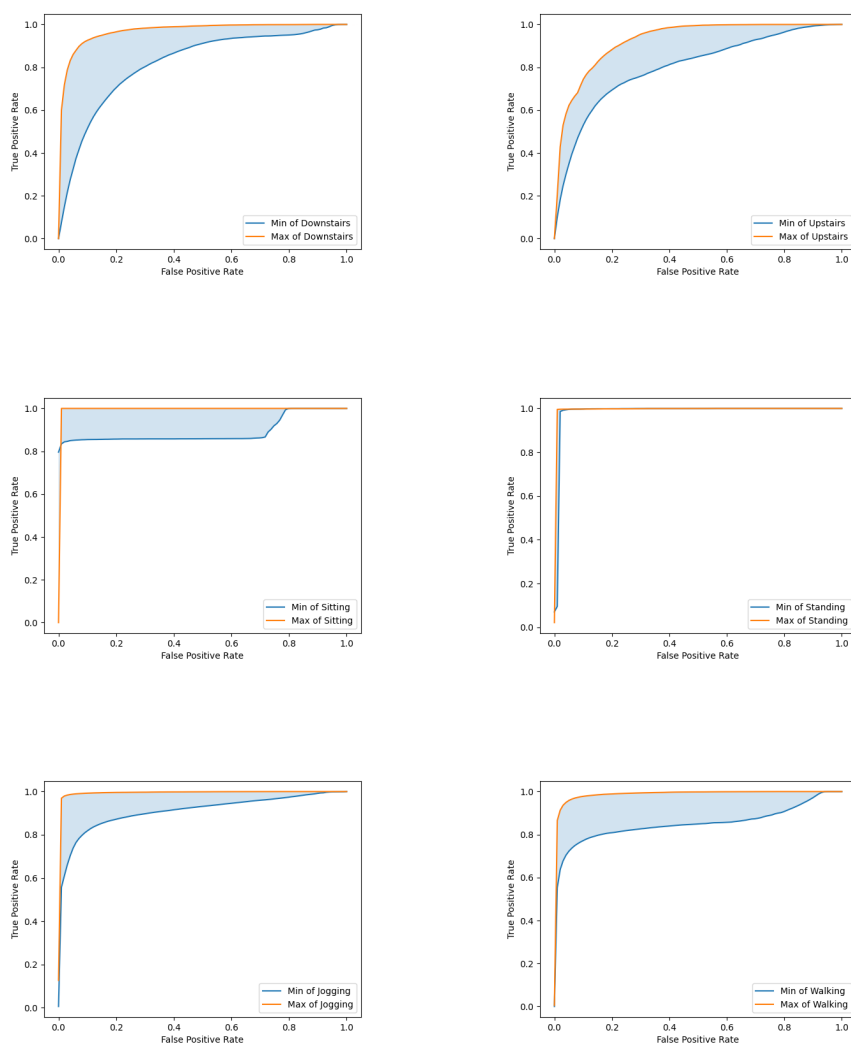 1.0
0.8
0.6
0.4
0.2
0.0
True Positive Rate
Min of Downstairs
Max of Downstairs
0.0 0.2 0.4 0.6 0.8 1.0
False Positive Rate
1.0
0.8
0.6
0.4
0.2
0.0
True Positive Rate
Min of Upstairs
Max of Upstairs
0.0 0.2 0.4 0.6 0.8 1.0
False Positive Rate
1.0
0.8
0.6
0.4
0.2
0.0
True Positive Rate
Min of Sitting
Max of Sitting
0.0 0.2 0.4 0.6 0.8 1.0
False Positive Rate
1.0
0.8
0.6
0.4
0.2
0.0
True Positive Rate
Min of Standing
Max of Standing
0.0 0.2 0.4 0.6 0.8 1.0
False Positive Rate
1.0
0.8
0.6
0.4
0.2
0.0
True Positive Rate
Min of Jogging
Max of Jogging
0.0 0.2 0.4 0.6 0.8 1.0
False Positive Rate
1.0
0.8
0.6
0.4
0.2
0.0
True Positive Rate
Min of Walking
Max of Walking
0.0 0.2 0.4 0.6 0.8 1.0
False Positive Rate